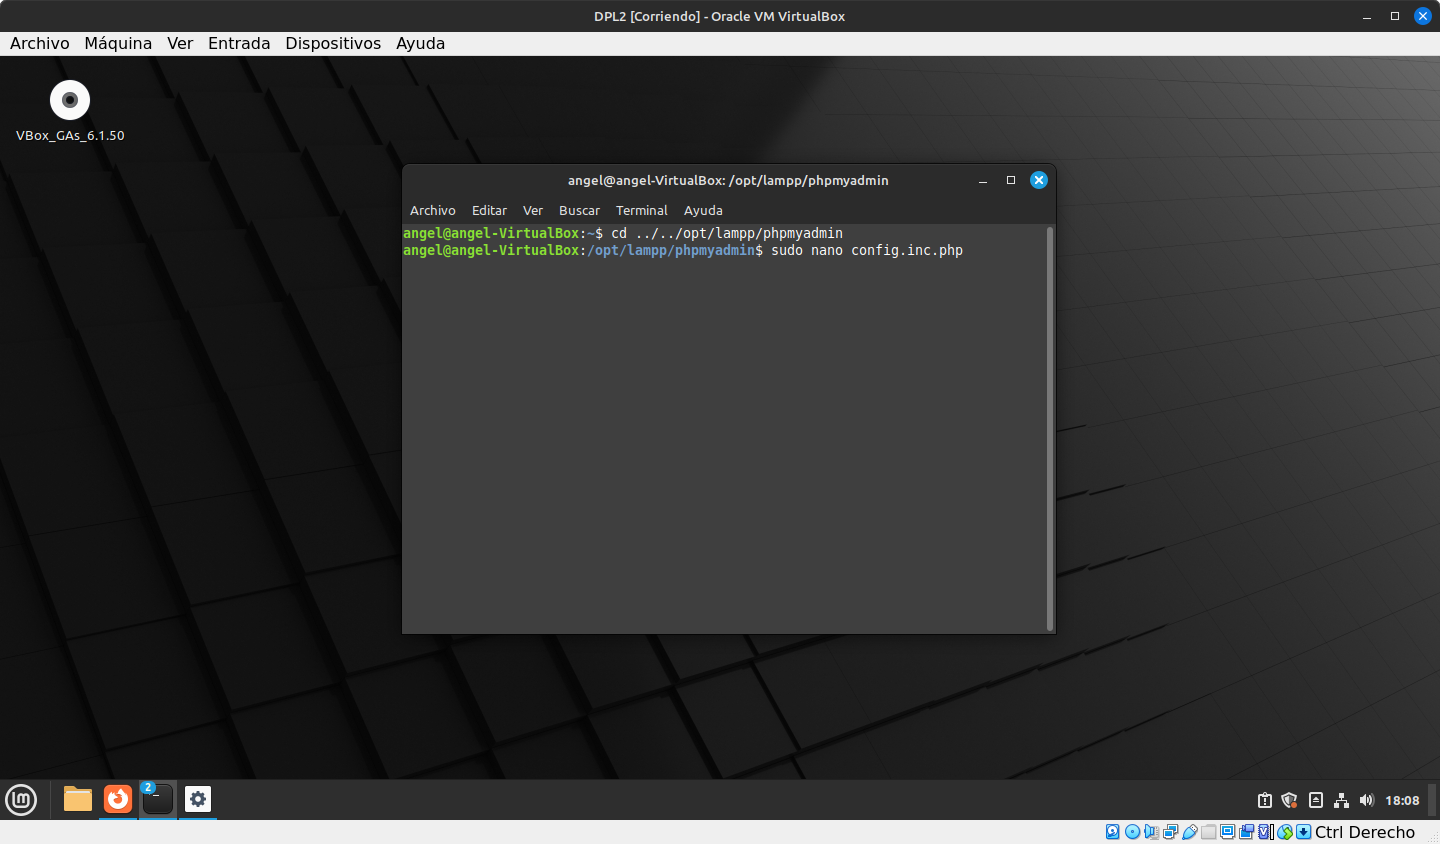 DPL2 [Corriendo] - Oracle VM VirtualBox
Archivo Máquina Ver Entrada Dispositivos Ayuda
VBox_GAs_6.1.50
angel@angel-VirtualBox: /opt/lampp/phpmyadmin
Archivo Editar Ver Buscar Terminal Ayuda
angel@angel-VirtualBox:~$ cd ../../opt/lampp/phpmyadmin
angel@angel-VirtualBox:/opt/lampp/phpmyadmin$ sudo nano config.inc.php
2
18:08
Ctrl Derecho